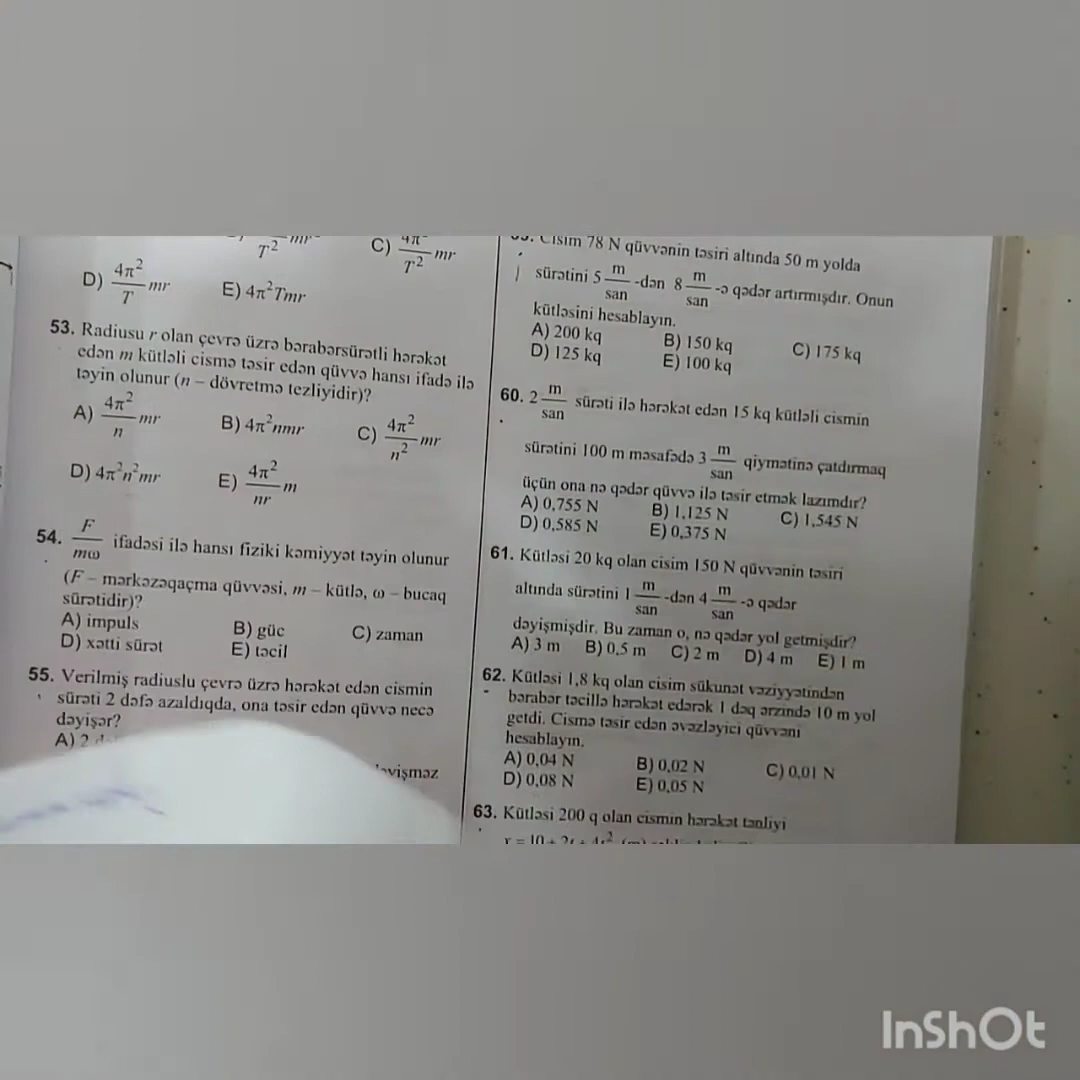 T² mr
C) 4π² / T² mr
D) 4π² / T mr E) 4π²Tmr
53. Radiusu r olan çevrə üzrə bərabərsürətli hərəkət
edən m kütləli cismə təsir edən qüvvə hansı ifadə ilə
təyin olunur (n – dövretmə tezliyidir)?
A) 4π² / n mr B) 4π²nmr C) 4π² / n² mr
D) 4π²n²mr E) 4π² / nr m
54. F / mω ifadəsi ilə hansı fiziki kəmiyyət təyin olunur
(F – mərkəzəqaçma qüvvəsi, m – kütlə, ω – bucaq
sürətidir)?
A) impuls B) güc C) zaman
D) xətti sürət E) təcil
55. Verilmiş radiuslu çevrə üzrə hərəkət edən cismin
sürəti 2 dəfə azaldıqda, ona təsir edən qüvvə necə
dəyişər?
A) 2
Cisim 78 N qüvvənin təsiri altında 50 m yolda
sürətini 5 m/san -dən 8 m/san -ə qədər artırmışdır. Onun
kütləsini hesablayın.
A) 200 kq B) 150 kq C) 175 kq
D) 125 kq E) 100 kq
60. 2 m/san sürəti ilə hərəkət edən 15 kq kütləli cismin
sürətini 100 m məsafədə 3 m/san qiymətinə çatdırmaq
üçün ona nə qədər qüvvə ilə təsir etmək lazımdır?
A) 0,755 N B) 1,125 N C) 1,545 N
D) 0,585 N E) 0,375 N
61. Kütləsi 20 kq olan cisim 150 N qüvvənin təsiri
altında sürətini 1 m/san -dən 4 m/san -ə qədər
dəyişmişdir. Bu zaman o, nə qədər yol getmişdir?
A) 3 m B) 0,5 m C) 2 m D) 4 m E) 1 m
62. Kütləsi 1,8 kq olan cisim sükunət vəziyyətindən
bərabər təcillə hərəkət edərək 1 dəq ərzində 10 m yol
getdi. Cismə təsir edən əvəzləyici qüvvəni
hesablayın.
A) 0,04 N B) 0,02 N C) 0,01 N
D) 0,08 N E) 0,05 N
63. Kütləsi 200 q olan cismin hərəkət tənliyi
InShOt